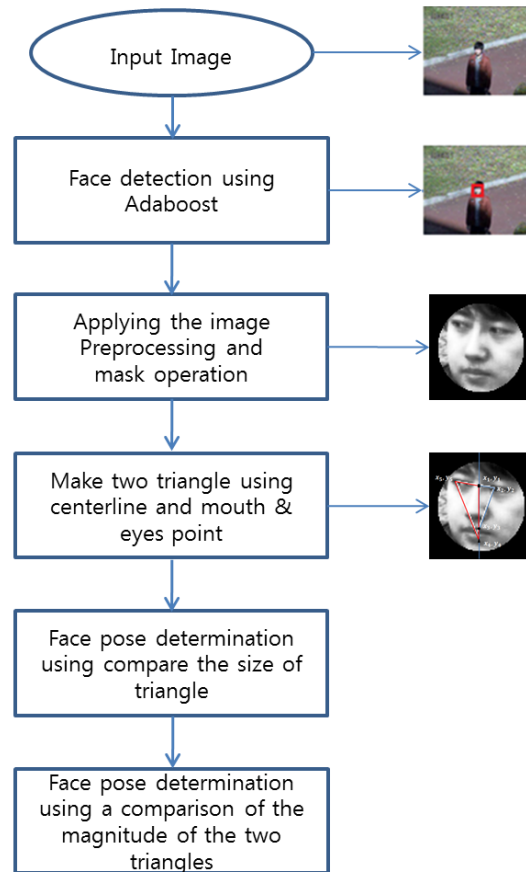 Input Image
Face detection using
Adaboost
Applying the image
Preprocessing and
mask operation
Make two triangle using
centerline and mouth &
eyes point
Face pose determination
using compare the size of
triangle
Face pose determination
using a comparison of the
magnitude of the two
triangles